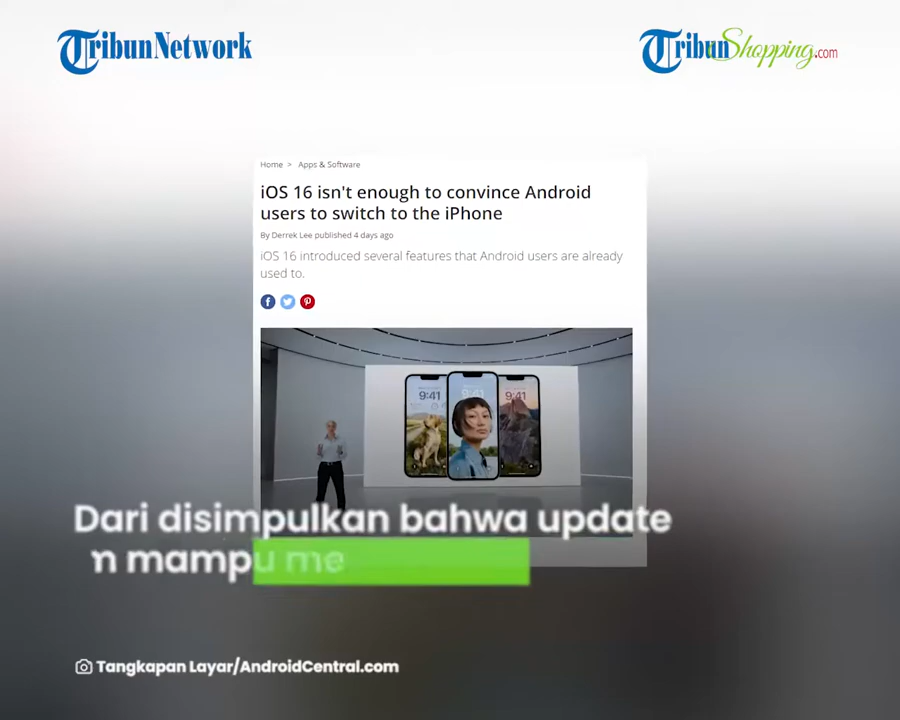 TribunNetwork
TribunShopping.com
Home > Apps & Software
iOS 16 isn't enough to convince Android
users to switch to the iPhone
By Derrek Lee published 4 days ago
iOS 16 introduced several features that Android users are already
used to.
9:41 9:41 9:41
Dari disimpulkan bahwa update
n mampu me
Tangkapan Layar/AndroidCentral.com